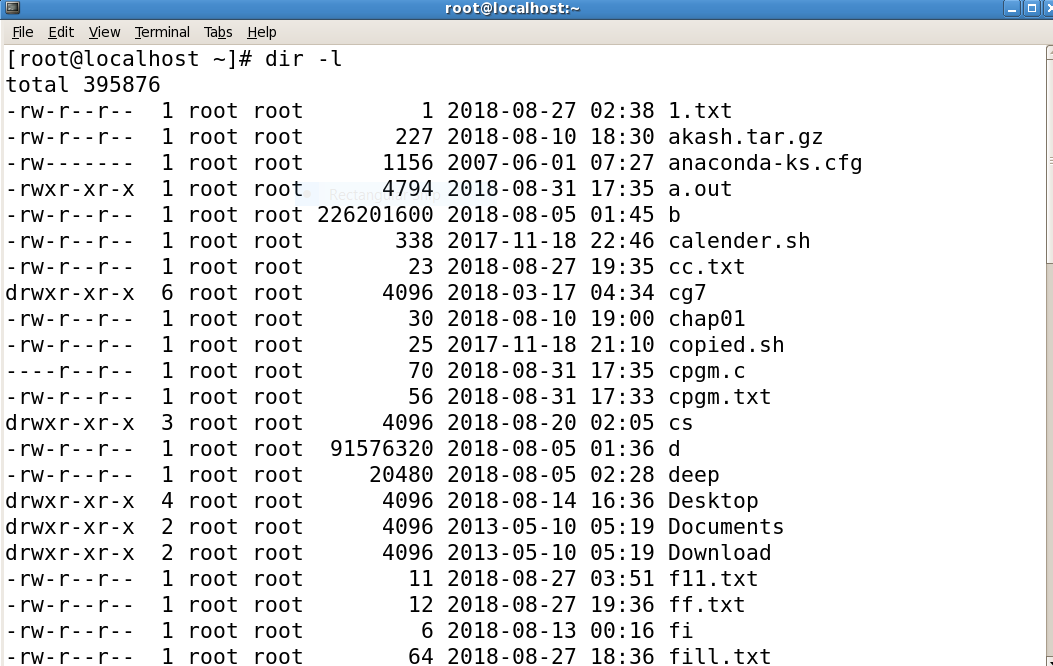 root@localhost:~
File Edit View Terminal Tabs Help
[root@localhost ~]# dir -l
total 395876
-rw-r--r-- 1 root root 1 2018-08-27 02:38 1.txt
-rw-r--r-- 1 root root 227 2018-08-10 18:30 akash.tar.gz
-rw------- 1 root root 1156 2007-06-01 07:27 anaconda-ks.cfg
-rwxr-xr-x 1 root root 4794 2018-08-31 17:35 a.out
-rw-r--r-- 1 root root 226201600 2018-08-05 01:45 b
-rw-r--r-- 1 root root 338 2017-11-18 22:46 calender.sh
-rw-r--r-- 1 root root 23 2018-08-27 19:35 cc.txt
drwxr-xr-x 6 root root 4096 2018-03-17 04:34 cg7
-rw-r--r-- 1 root root 30 2018-08-10 19:00 chap01
-rw-r--r-- 1 root root 25 2017-11-18 21:10 copied.sh
----r--r-- 1 root root 70 2018-08-31 17:35 cpgm.c
-rw-r--r-- 1 root root 56 2018-08-31 17:33 cpgm.txt
drwxr-xr-x 3 root root 4096 2018-08-20 02:05 cs
-rw-r--r-- 1 root root 91576320 2018-08-05 01:36 d
-rw-r--r-- 1 root root 20480 2018-08-05 02:28 deep
drwxr-xr-x 4 root root 4096 2018-08-14 16:36 Desktop
drwxr-xr-x 2 root root 4096 2013-05-10 05:19 Documents
drwxr-xr-x 2 root root 4096 2013-05-10 05:19 Download
-rw-r--r-- 1 root root 11 2018-08-27 03:51 f11.txt
-rw-r--r-- 1 root root 12 2018-08-27 19:36 ff.txt
-rw-r--r-- 1 root root 6 2018-08-13 00:16 fi
-rw-r--r-- 1 root root 64 2018-08-27 18:36 fill.txt